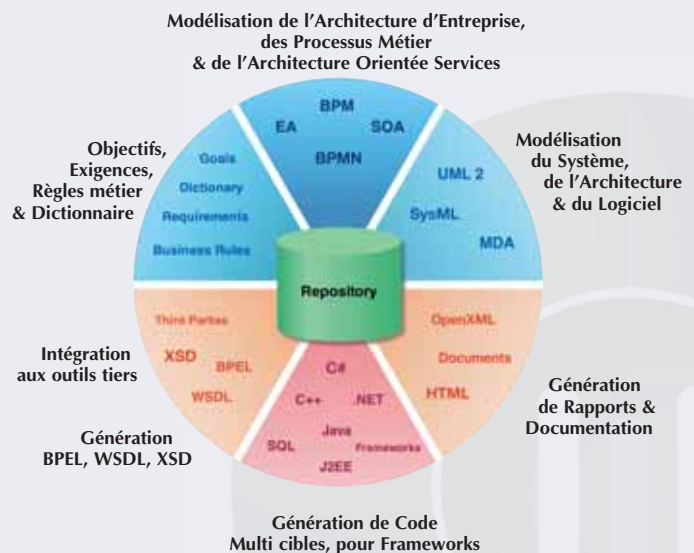 Modélisation de l'Architecture d'Entreprise,
des Processus Métier
& de l'Architecture Orientée Services
BPM
EA
SOA
BPMN
Objectifs,
Exigences,
Règles métier
& Dictionnaire
Goals
Dictionary
Requirements
Business Rules
Modélisation
du Système,
de l'Architecture
& du Logiciel
UML 2
SysML
MDA
Repository
Third Parties
XSD
BPEL
WSDL
Intégration
aux outils tiers
Génération
BPEL, WSDL, XSD
C#
C++
.NET
Java
SQL
Frameworks
J2EE
OpenXML
Documents
HTML
Génération
de Rapports &
Documentation
Génération de Code
Multi cibles, pour Frameworks